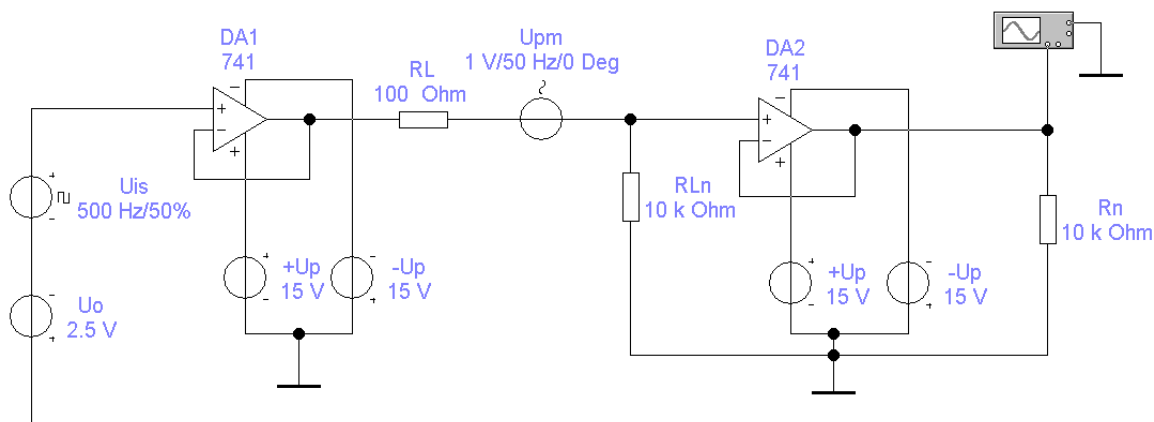 DA1
741
RL
100 Ohm
Upm
1 V/50 Hz/0 Deg
DA2
741
+
−
−
+
+
−
−
+
+
−
Uis
500 Hz/50%
RLn
10 k Ohm
Rn
10 k Ohm
−
+
Uo
2.5 V
+
−
+Up
15 V
−
+
-Up
15 V
+
−
+Up
15 V
−
+
-Up
15 V